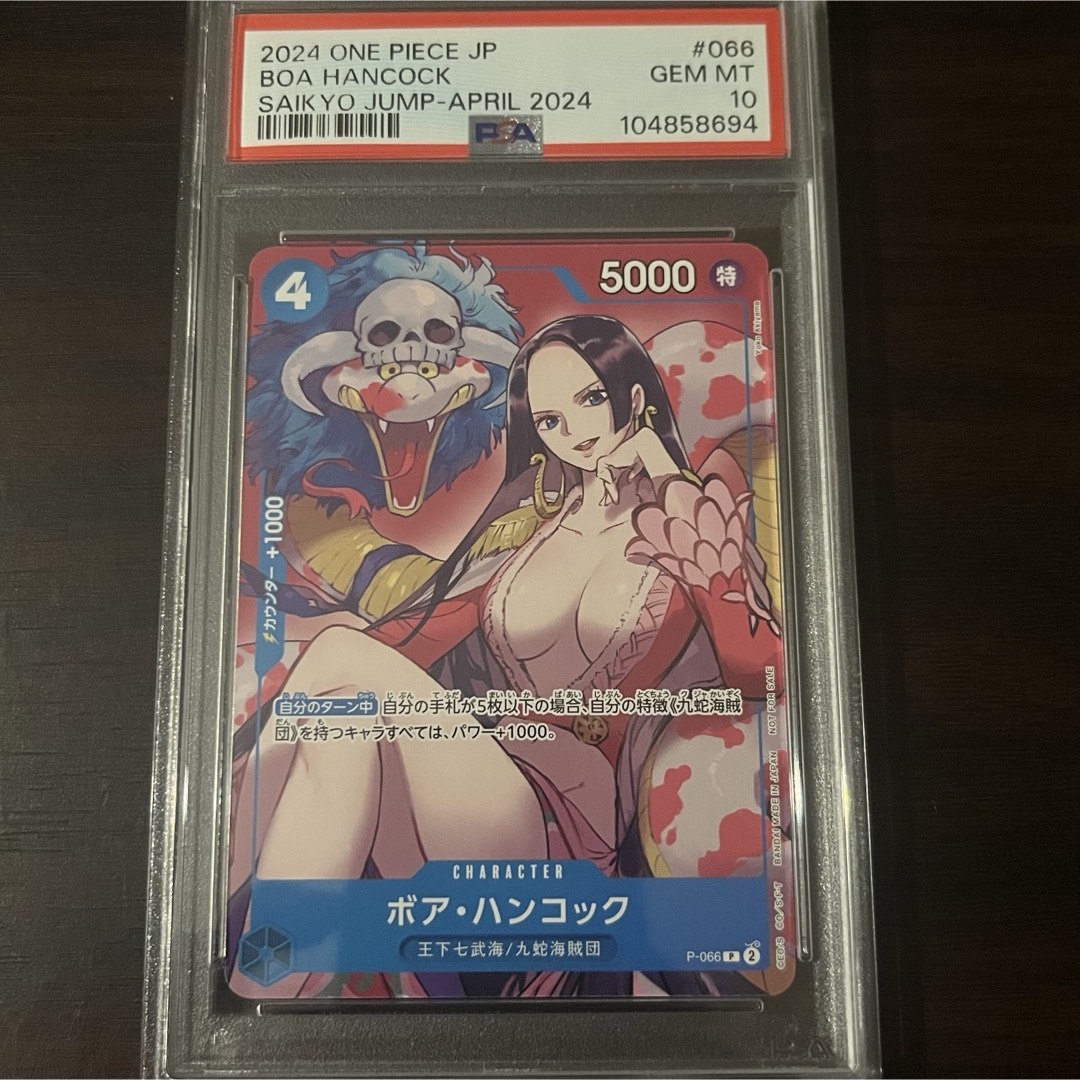 2024 ONE PIECE JP #066
BOA HANCOCK GEM MT
SAIKYO JUMP-APRIL 2024 10
PSA 104858694
4
5000 特
Yoko Akiyama
カウンター +1000
自分のターン中 自分の手札が5枚以下の場合、自分の特徴《九蛇海賊
団》を持つキャラすべては、パワー+1000。
CHARACTER
ボア・ハンコック
王下七武海/九蛇海賊団
P-066 P 2
©EO/S ©O/S·F·T BANDAI MADE IN JAPAN NOT FOR SALE